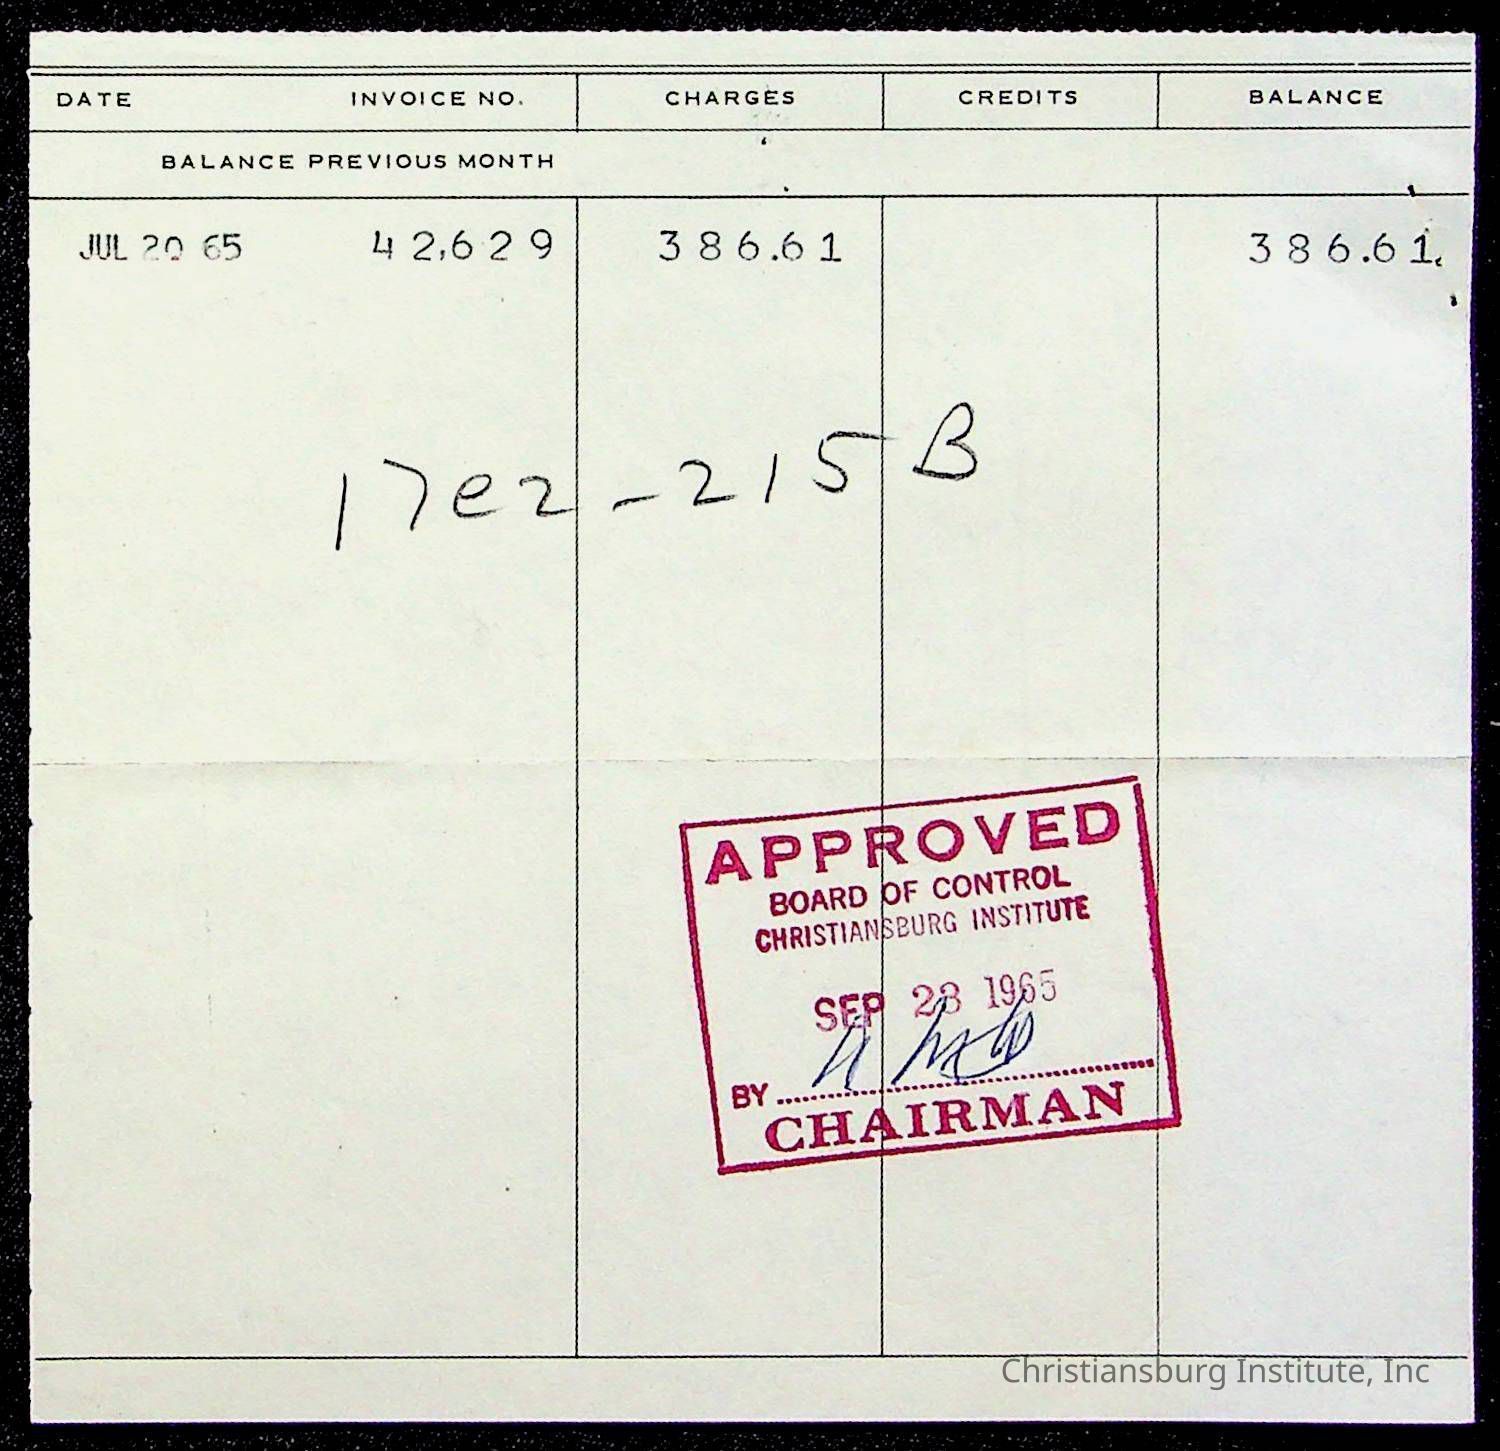 DATE INVOICE NO. CHARGES CREDITS BALANCE
BALANCE PREVIOUS MONTH
JUL 20 65 42,629 386.61 386.61
17e2-215B
APPROVED
BOARD OF CONTROL
CHRISTIANSBURG INSTITUTE
SEP 28 1965
BY
CHAIRMAN
Christiansburg Institute, Inc